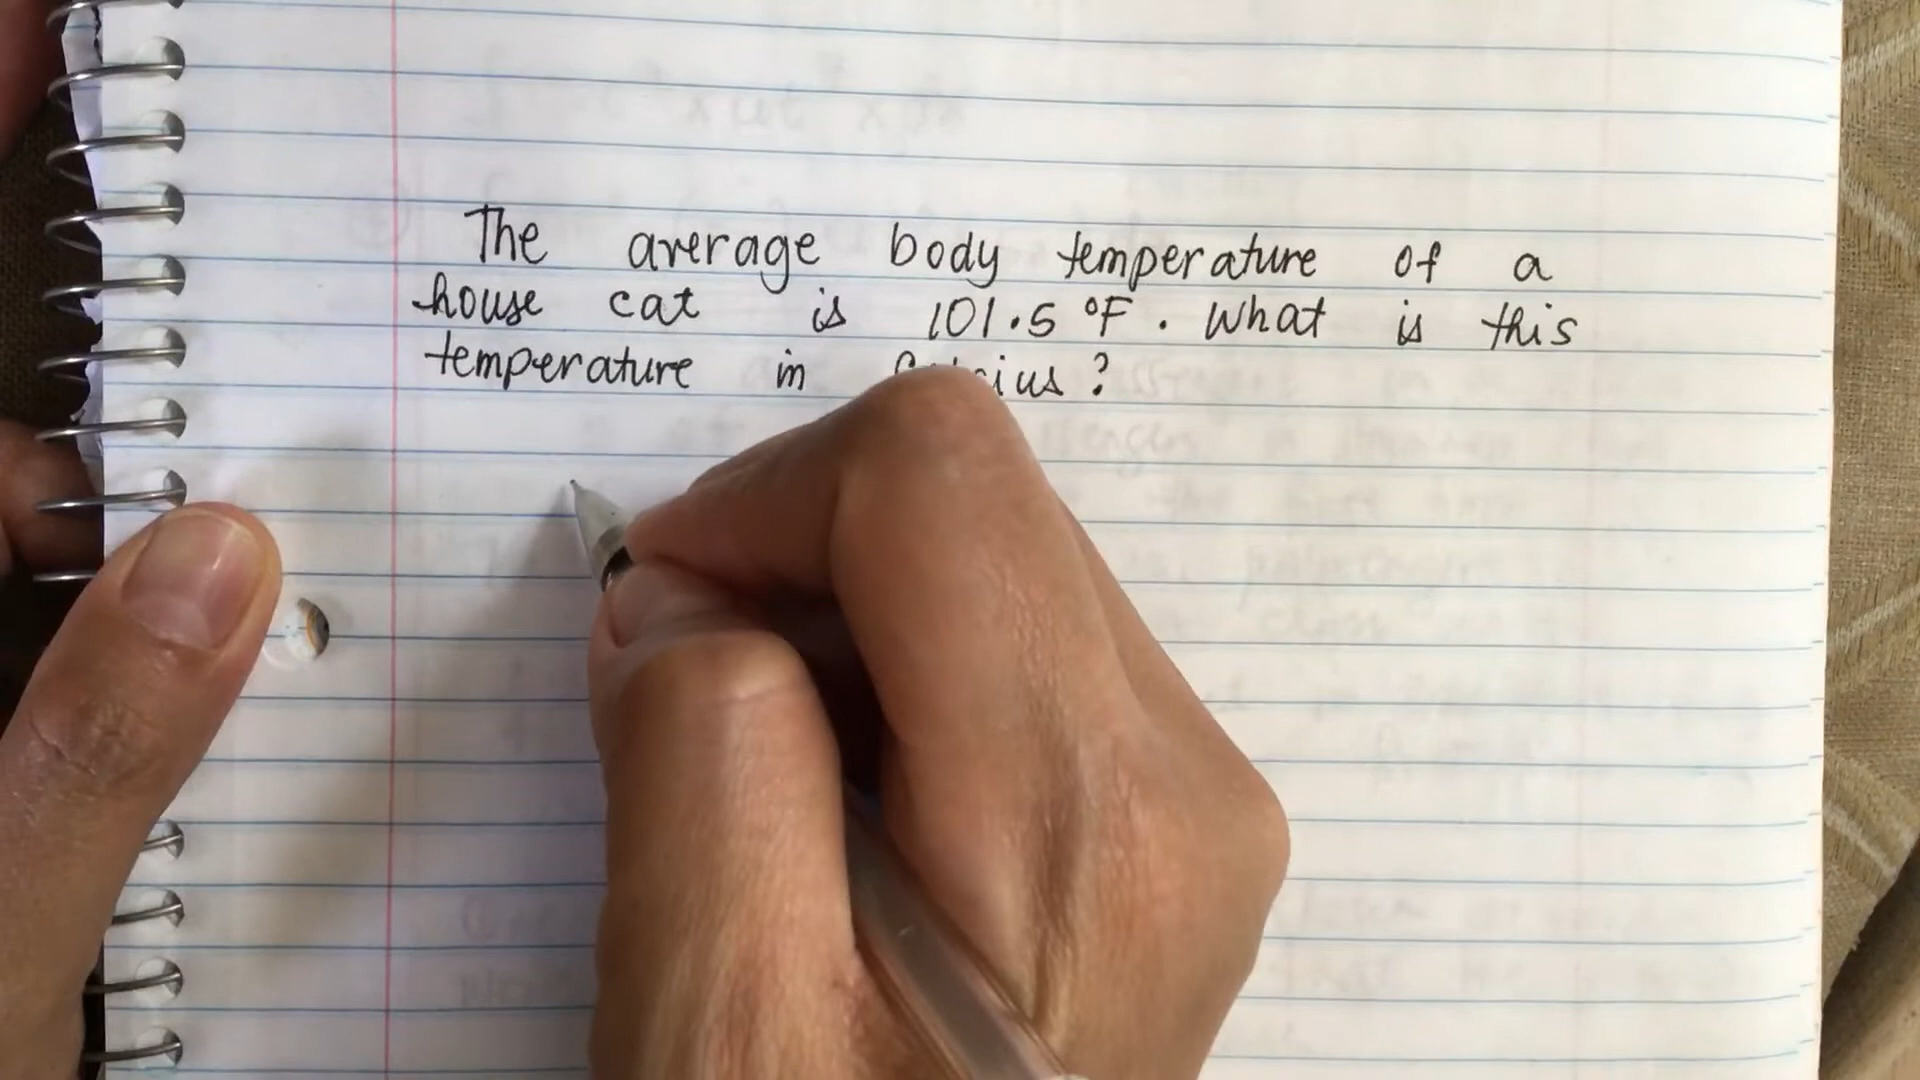 The average body temperature of a
house cat is 101.5 °F. What is this
temperature in ?